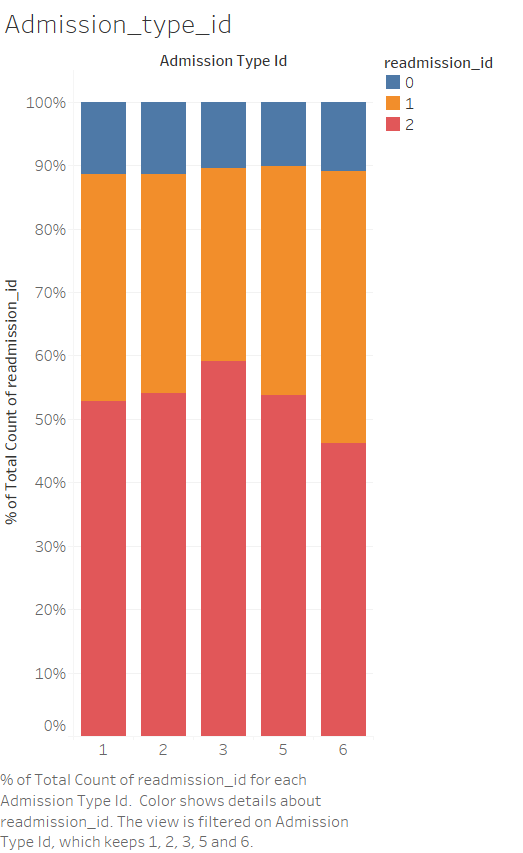 Admission_type_id
Admission Type Id
readmission_id
0
1
2
% of Total Count of readmission_id
100%
90%
80%
70%
60%
50%
40%
30%
20%
10%
0%
1 2 3 5 6
% of Total Count of readmission_id for each
Admission Type Id.  Color shows details about
readmission_id. The view is filtered on Admission
Type Id, which keeps 1, 2, 3, 5 and 6.